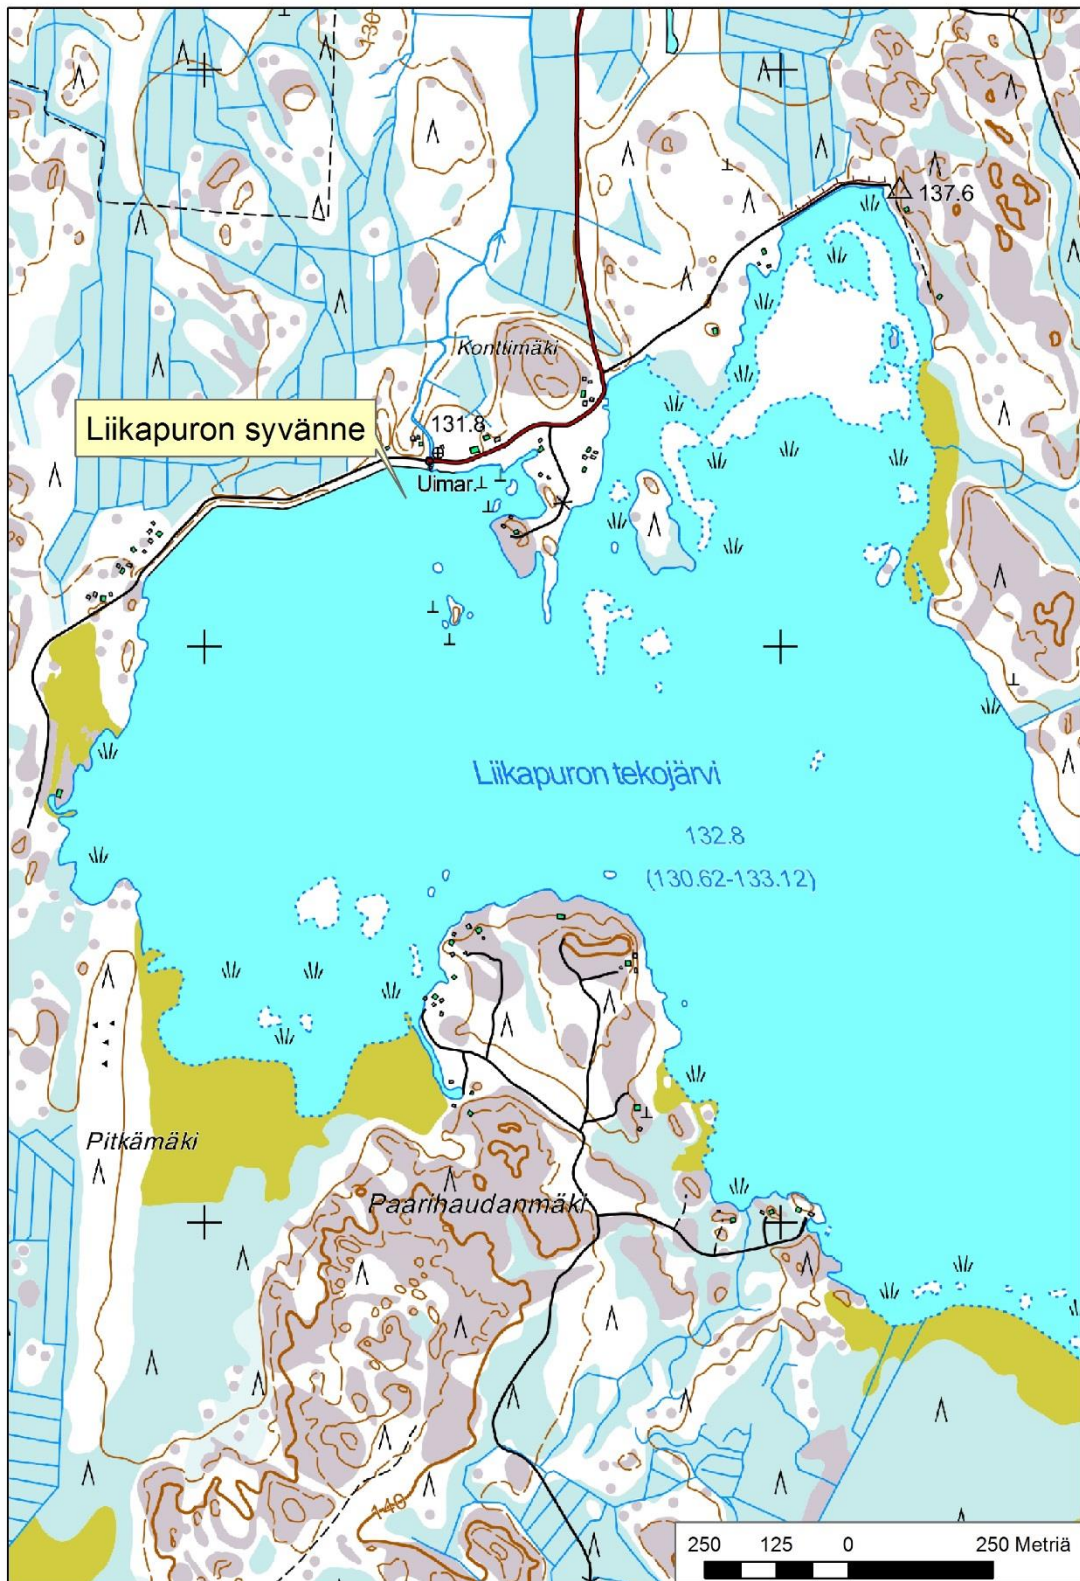 130
137.6
Konttimäki
Liikapuron syvänne
131.8
Uimar.
Liikapuron tekojärvi
132.8
(130.62-133.12)
Pitkämäki
Paarihaudanmäki
140
250 125 0 250 Metriä